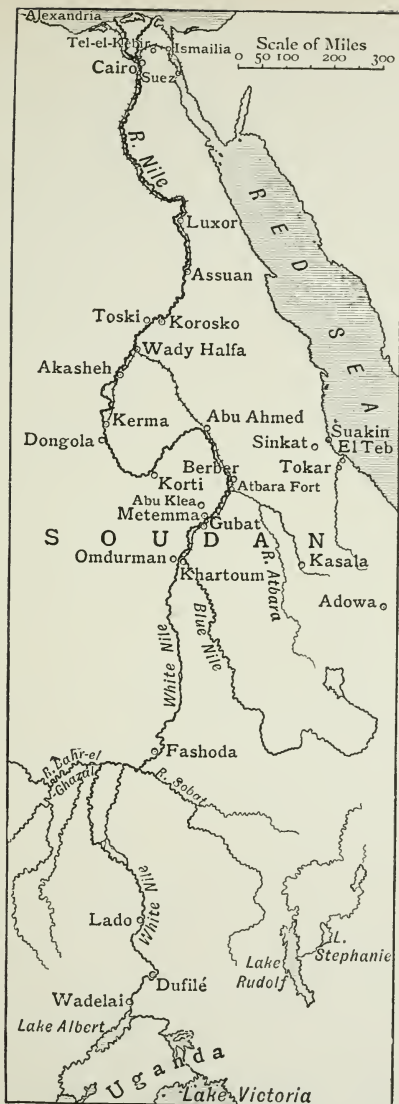 Alexandria
Tel-el-Kebir
Ismailia
Cairo
Suez
Scale of Miles
0 50 100 200 300
R. Nile
RED SEA
Luxor
Assuan
Toski
Korosko
Wady Halfa
Akasheh
Kerma
Abu Ahmed
Dongola
Sinkat
Suakin
El Teb
Berber
Tokar
Korti
Atbara Fort
Abu Klea
Metemma
Gubat
SOUDAN
Omdurman
Khartoum
R. Atbara
Kasala
Adowa
White Nile
Blue Nile
Fashoda
R. Bahr-el
-Ghazal
R. Sobat
White Nile
Lado
L.
Stephanie
Lake
Rudolf
Dufilé
Wadelai
Lake Albert
Uganda
Lake Victoria